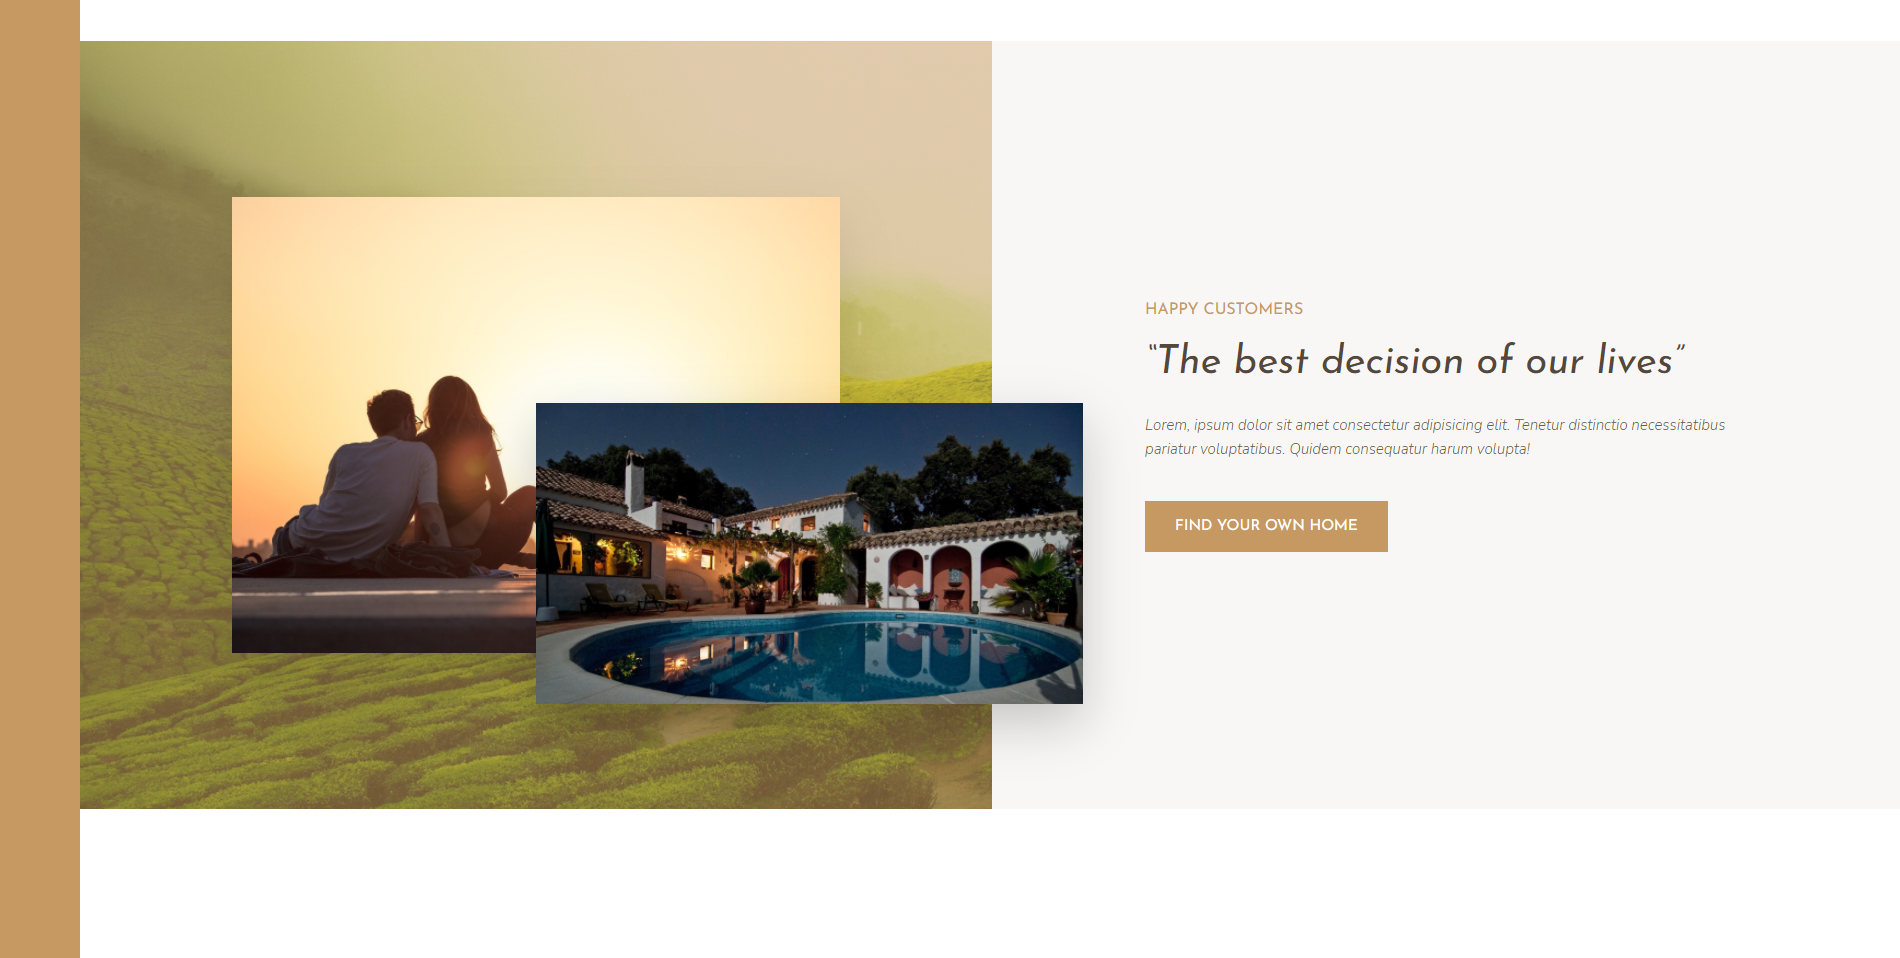 HAPPY CUSTOMERS
“The best decision of our lives”
Lorem, ipsum dolor sit amet consectetur adipisicing elit. Tenetur distinctio necessitatibus
pariatur voluptatibus. Quidem consequatur harum volupta!
FIND YOUR OWN HOME